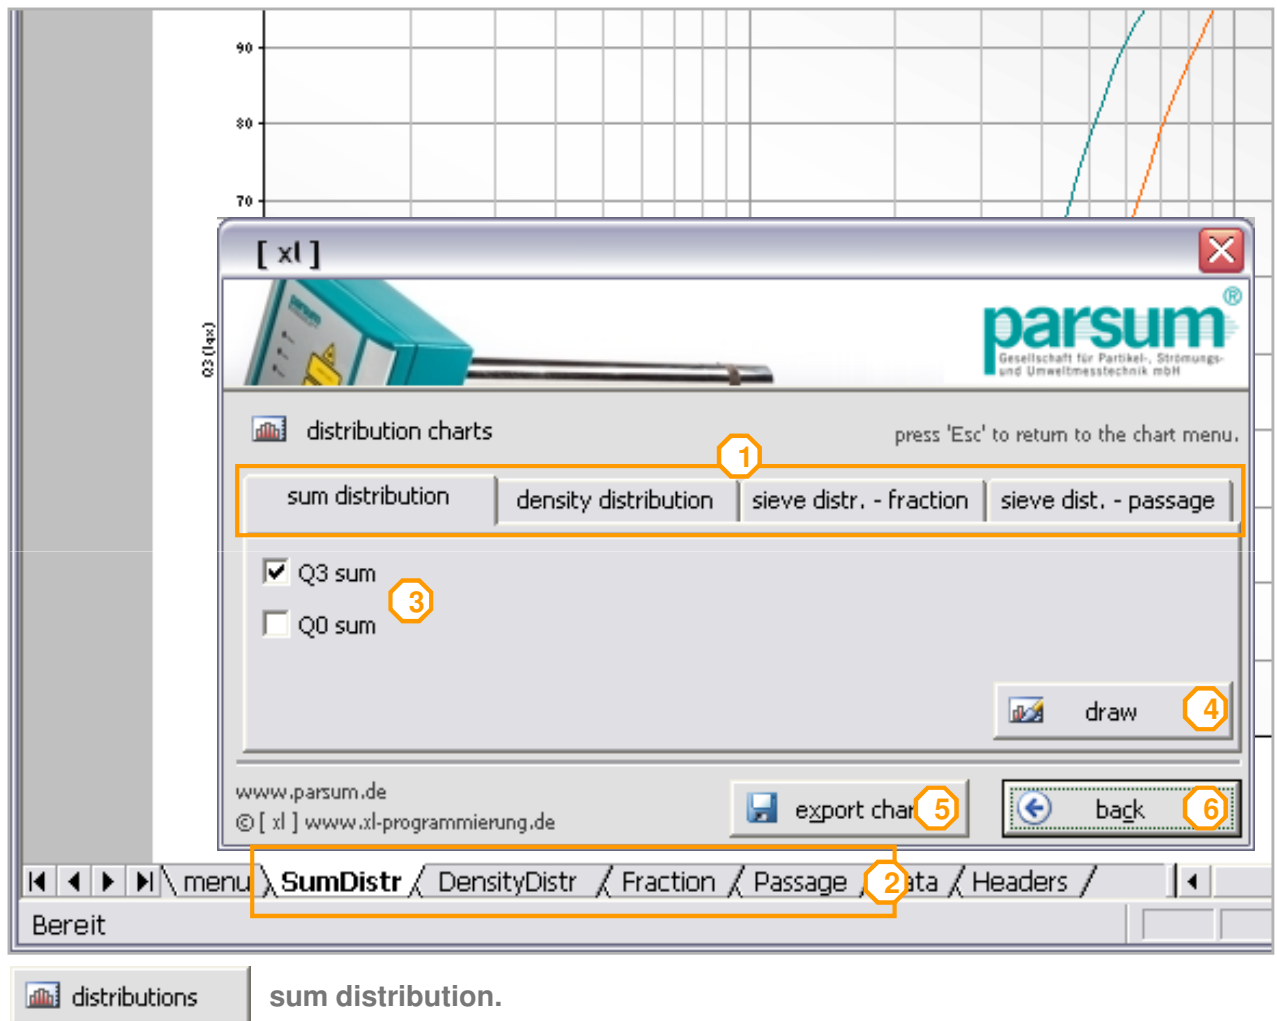 90
80
70
Q3 (lqx)
[ xl ]
parsum
parsum®
Gesellschaft für Partikel-, Strömungs-
und Umweltmesstechnik mbH
distribution charts
press 'Esc' to return to the chart menu.
1
sum distribution
density distribution
sieve distr. - fraction
sieve dist. - passage
Q3 sum
3
Q0 sum
draw
4
www.parsum.de
© [ xl ] www.xl-programmierung.de
export char
5
back
6
menu
SumDistr
DensityDistr
Fraction
Passage
2
ata
Headers
Bereit
distributions
sum distribution.